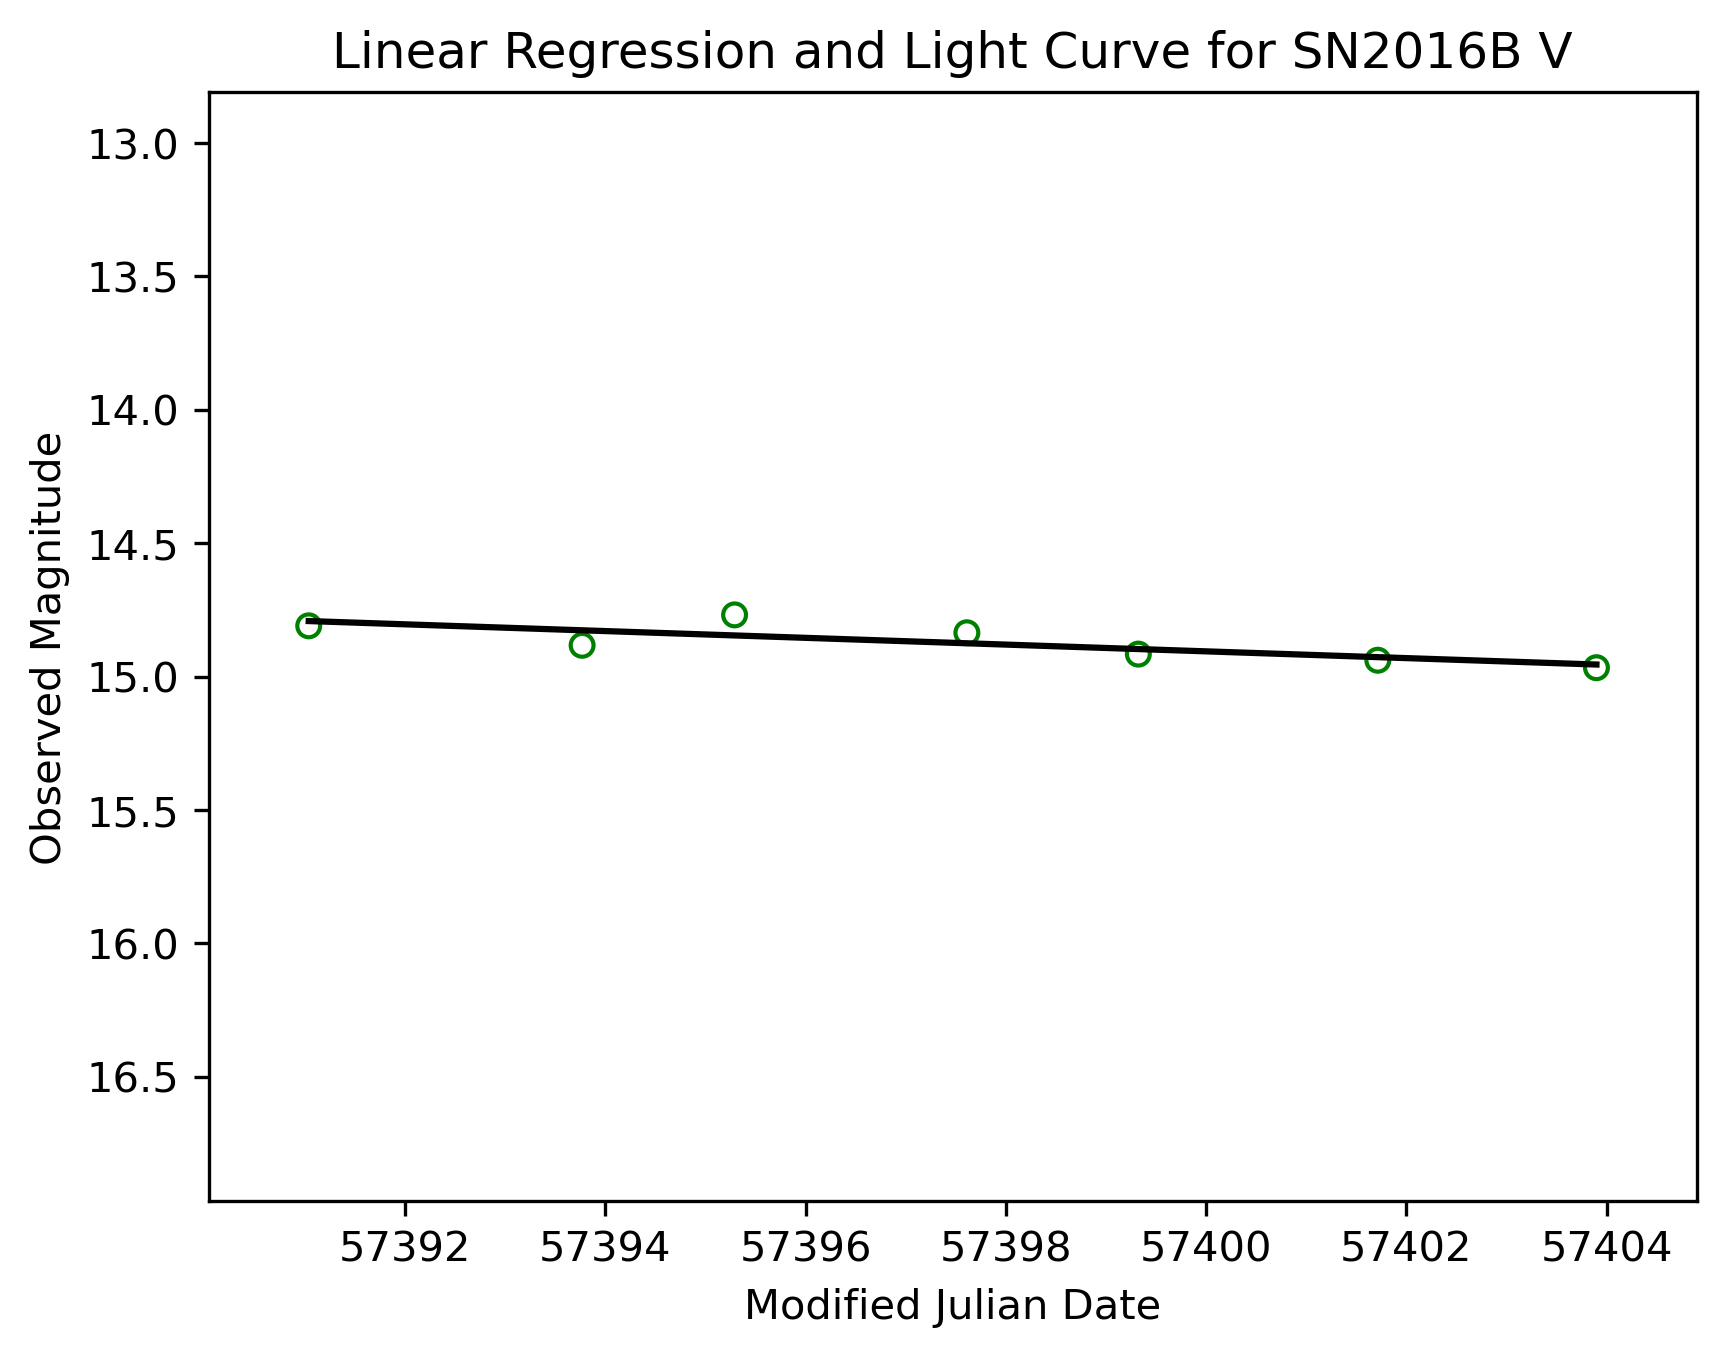 Linear Regression and Light Curve for SN2016B V
Observed Magnitude
13.0
13.5
14.0
14.5
15.0
15.5
16.0
16.5
57392 57394 57396 57398 57400 57402 57404
Modified Julian Date